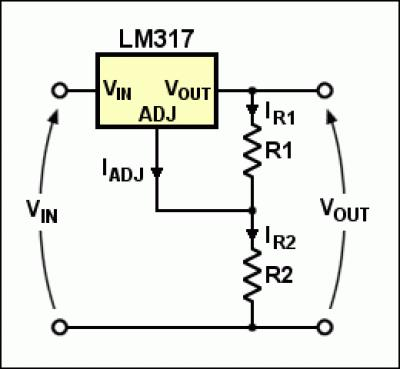 LM317
VIN VOUT
ADJ
IR1
R1
IADJ
VIN
VOUT
IR2
R2